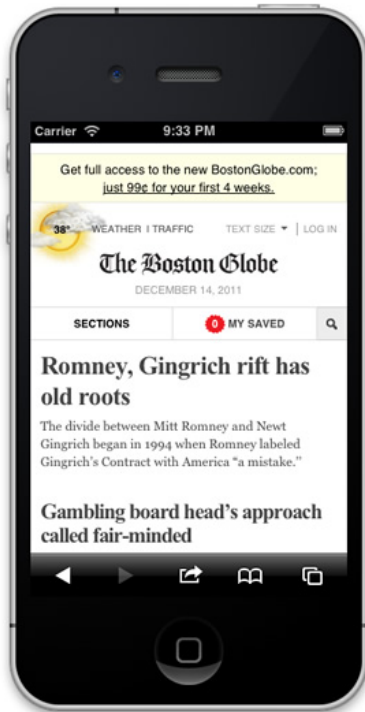 Carrier 9:33 PM
Get full access to the new BostonGlobe.com;
just 99¢ for your first 4 weeks.
38° WEATHER | TRAFFIC TEXT SIZE ▼ | LOG IN
The Boston Globe
DECEMBER 14, 2011
SECTIONS 0 MY SAVED
Romney, Gingrich rift has
old roots
The divide between Mitt Romney and Newt
Gingrich began in 1994 when Romney labeled
Gingrich's Contract with America “a mistake.”
Gambling board head’s approach
called fair-minded